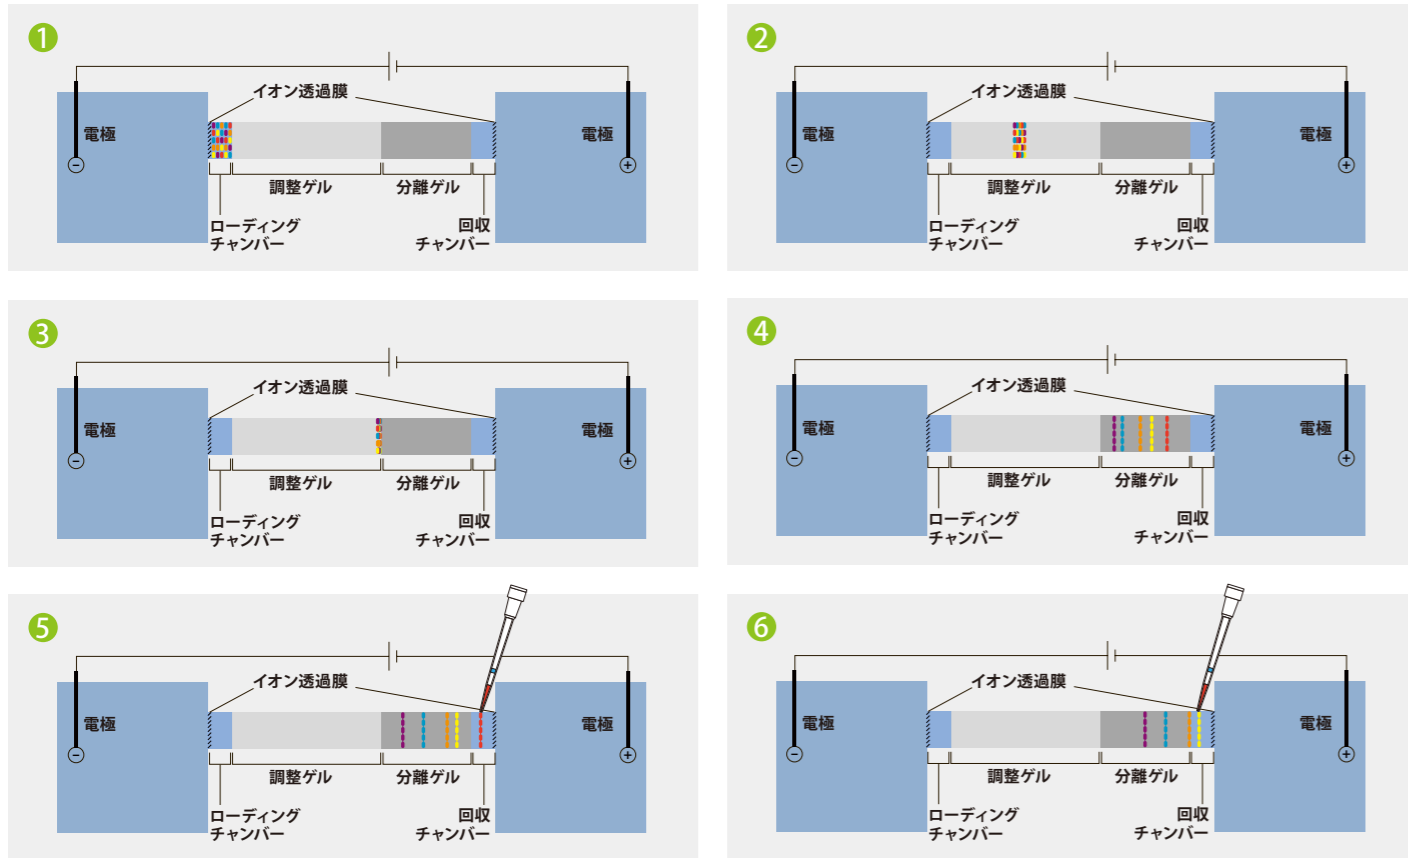 1
イオン透過膜
電極
電極
−
+
調整ゲル
分離ゲル
ローディング
チャンバー
回収
チャンバー
2
イオン透過膜
電極
電極
−
+
調整ゲル
分離ゲル
ローディング
チャンバー
回収
チャンバー
3
イオン透過膜
電極
電極
−
+
調整ゲル
分離ゲル
ローディング
チャンバー
回収
チャンバー
4
イオン透過膜
電極
電極
−
+
調整ゲル
分離ゲル
ローディング
チャンバー
回収
チャンバー
5
イオン透過膜
電極
電極
−
+
調整ゲル
分離ゲル
ローディング
チャンバー
回収
チャンバー
6
イオン透過膜
電極
電極
−
+
調整ゲル
分離ゲル
ローディング
チャンバー
回収
チャンバー